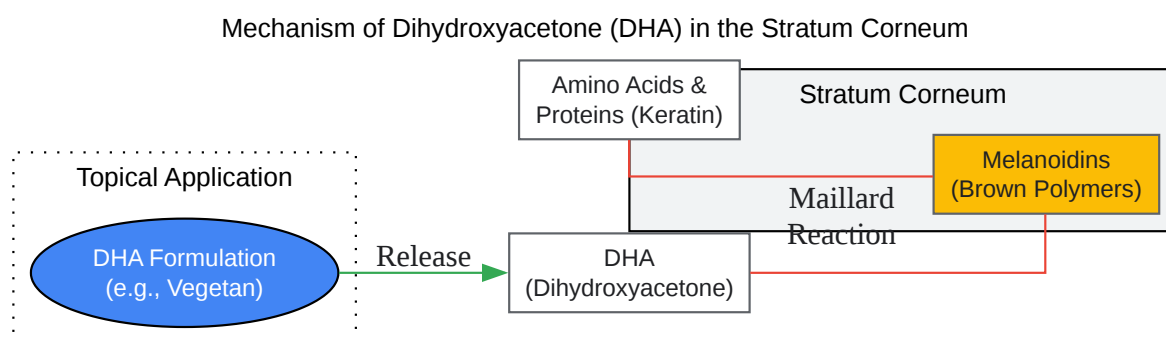 Mechanism of Dihydroxyacetone (DHA) in the Stratum Corneum
Amino Acids &
Proteins (Keratin)
Stratum Corneum
Topical Application
Melanoidins
(Brown Polymers)
Maillard
Reaction
DHA Formulation
(e.g., Vegetan)
Release
DHA
(Dihydroxyacetone)